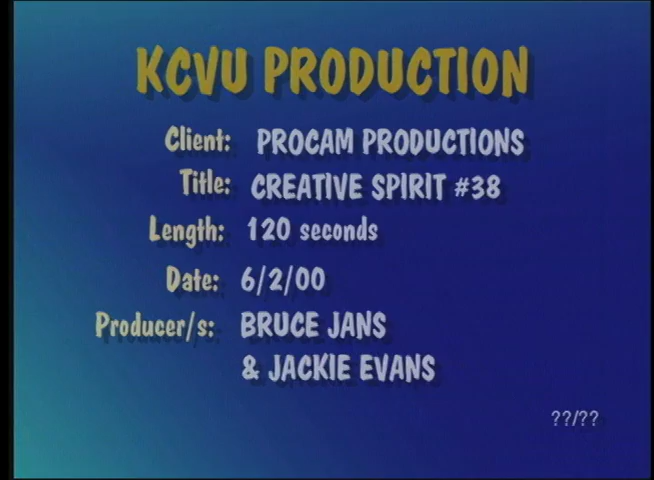 KCVU PRODUCTION
Client: PROCAM PRODUCTIONS
Title: CREATIVE SPIRIT #38
Length: 120 seconds
Date: 6/2/00
Producer/s: BRUCE JANS
& JACKIE EVANS
??/??